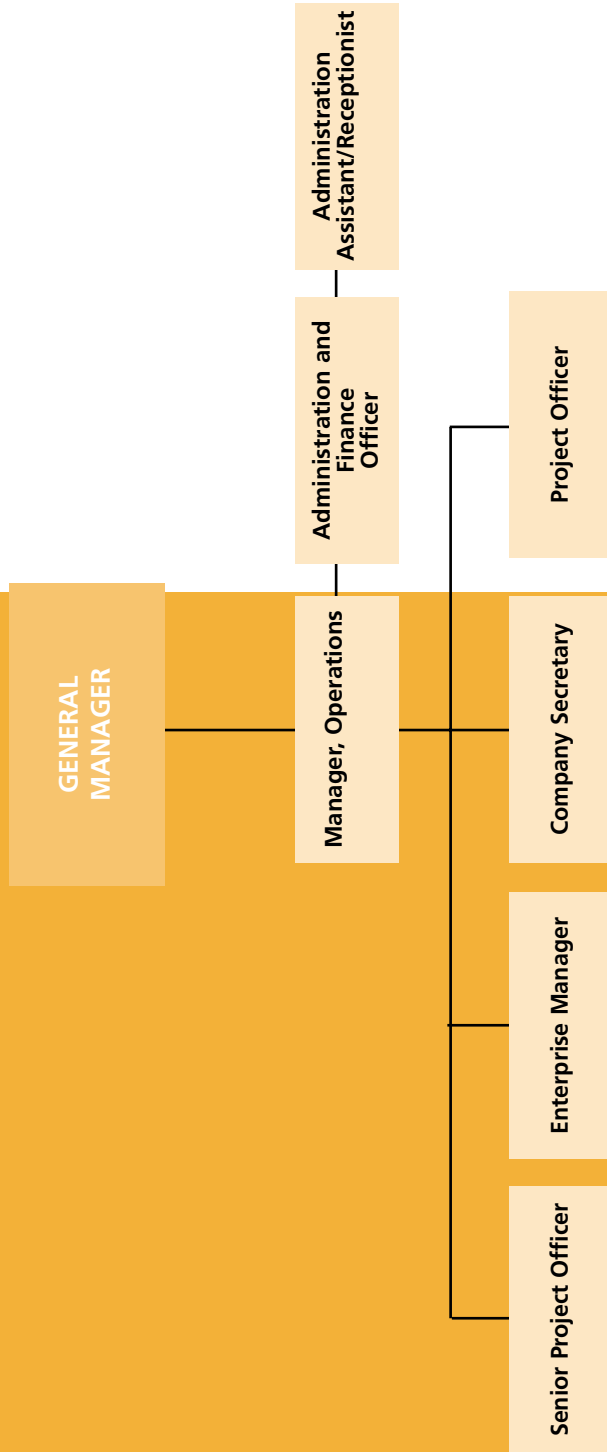 GENERAL
MANAGER
Manager, Operations
Administration and
Finance
Officer
Administration
Assistant/Receptionist
Senior Project Officer
Enterprise Manager
Company Secretary
Project Officer